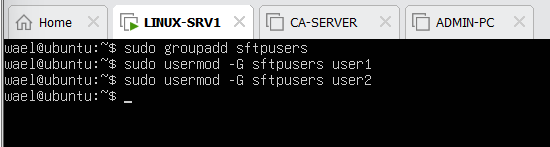 Home LINUX-SRV1 CA-SERVER ADMIN-PC
wael@ubuntu:~$ sudo groupadd sftpusers
wael@ubuntu:~$ sudo usermod -G sftpusers user1
wael@ubuntu:~$ sudo usermod -G sftpusers user2
wael@ubuntu:~$ _